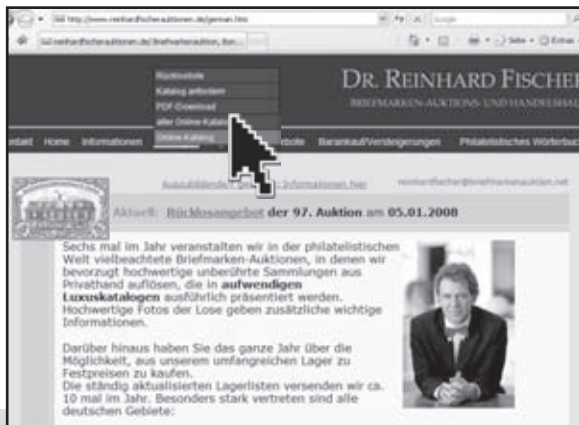 http://www.reinhardfischerauktionen.de/german.htm
Rücklosliste
Katalog anfordern
PDF-Download
alter Online-Katalog
Online-Katalog
DR. REINHARD FISCHER
BRIEFMARKEN-AUKTIONS- UND HANDELSHAU
Home Informationen Barankauf/Versteigerungen Philatelistisches Wörterbuc
Informationen hier reinhardfischer@briefmarkenauktion.net
Aktuell: Rücklosangebot der 97. Auktion am 05.01.2008
Sechs mal im Jahr veranstalten wir in der philatelistischen
Welt vielbeachtete Briefmarken-Auktionen, in denen wir
bevorzugt hochwertige unberührte Sammlungen aus
Privathand auflösen, die in aufwendigen
Luxuskatalogen ausführlich präsentiert werden.
Hochwertige Fotos der Lose geben zusätzliche wichtige
Informationen.
Darüber hinaus haben Sie das ganze Jahr über die
Möglichkeit, aus unserem umfangreichen Lager zu
Festpreisen zu kaufen.
Die ständig aktualisierten Lagerlisten versenden wir ca.
10 mal im Jahr. Besonders stark vertreten sind alle
deutschen Gebiete: